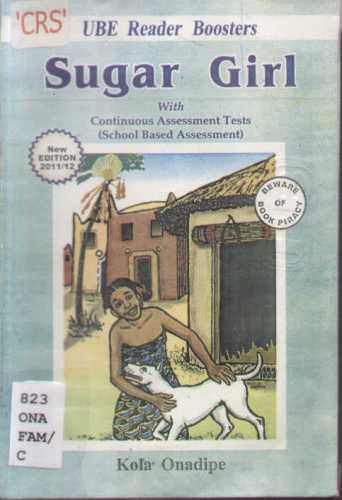 'CRS'
UBE Reader Boosters
Sugar Girl
With
Continuous Assessment Tests
(School Based Assessment)
New
EDITION
2011/12
BEWARE
OF
BOOK PIRACY
823
ONA
FAM/
C
Kola Onadipe